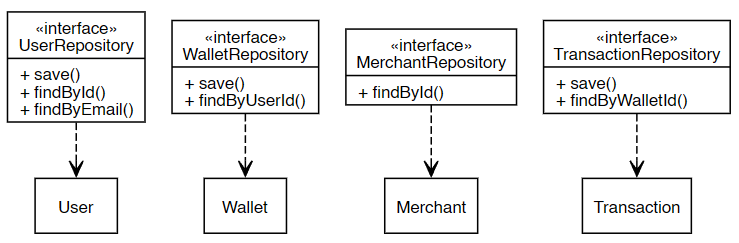 «interface»
UserRepository
+ save()
+ findById()
+ findByEmail()
«interface»
WalletRepository
+ save()
+ findByUserId()
«interface»
MerchantRepository
+ findById()
«interface»
TransactionRepository
+ save()
+ findByWalletId()
User
Wallet
Merchant
Transaction